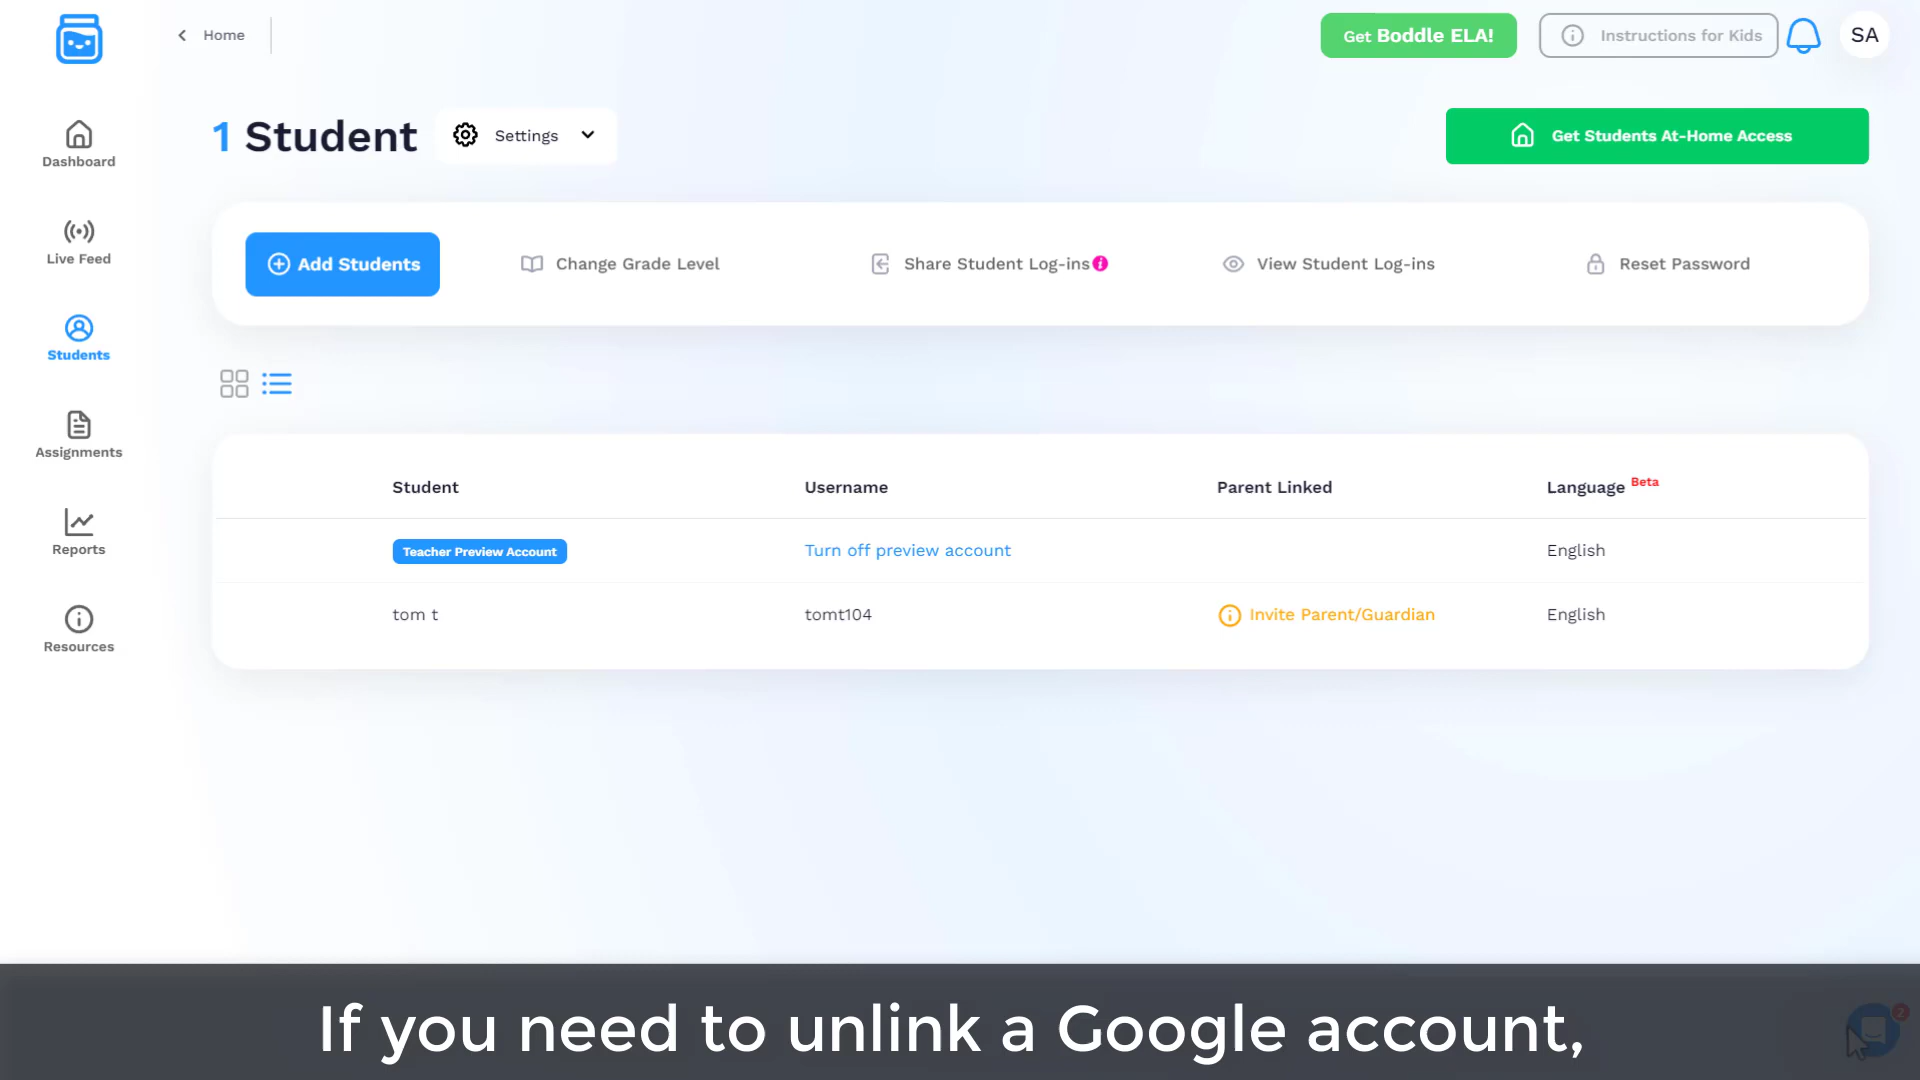 Home
Get Boddle ELA!
Instructions for Kids
SA
1 Student
Settings
Get Students At-Home Access
Dashboard
Live Feed
Students
Assignments
Reports
Resources
Add Students
Change Grade Level
Share Student Log-ins
View Student Log-ins
Reset Password
Student Username Parent Linked Language Beta
Teacher Preview Account Turn off preview account English
tom t tomt104 Invite Parent/Guardian English
If you need to unlink a Google account,
2